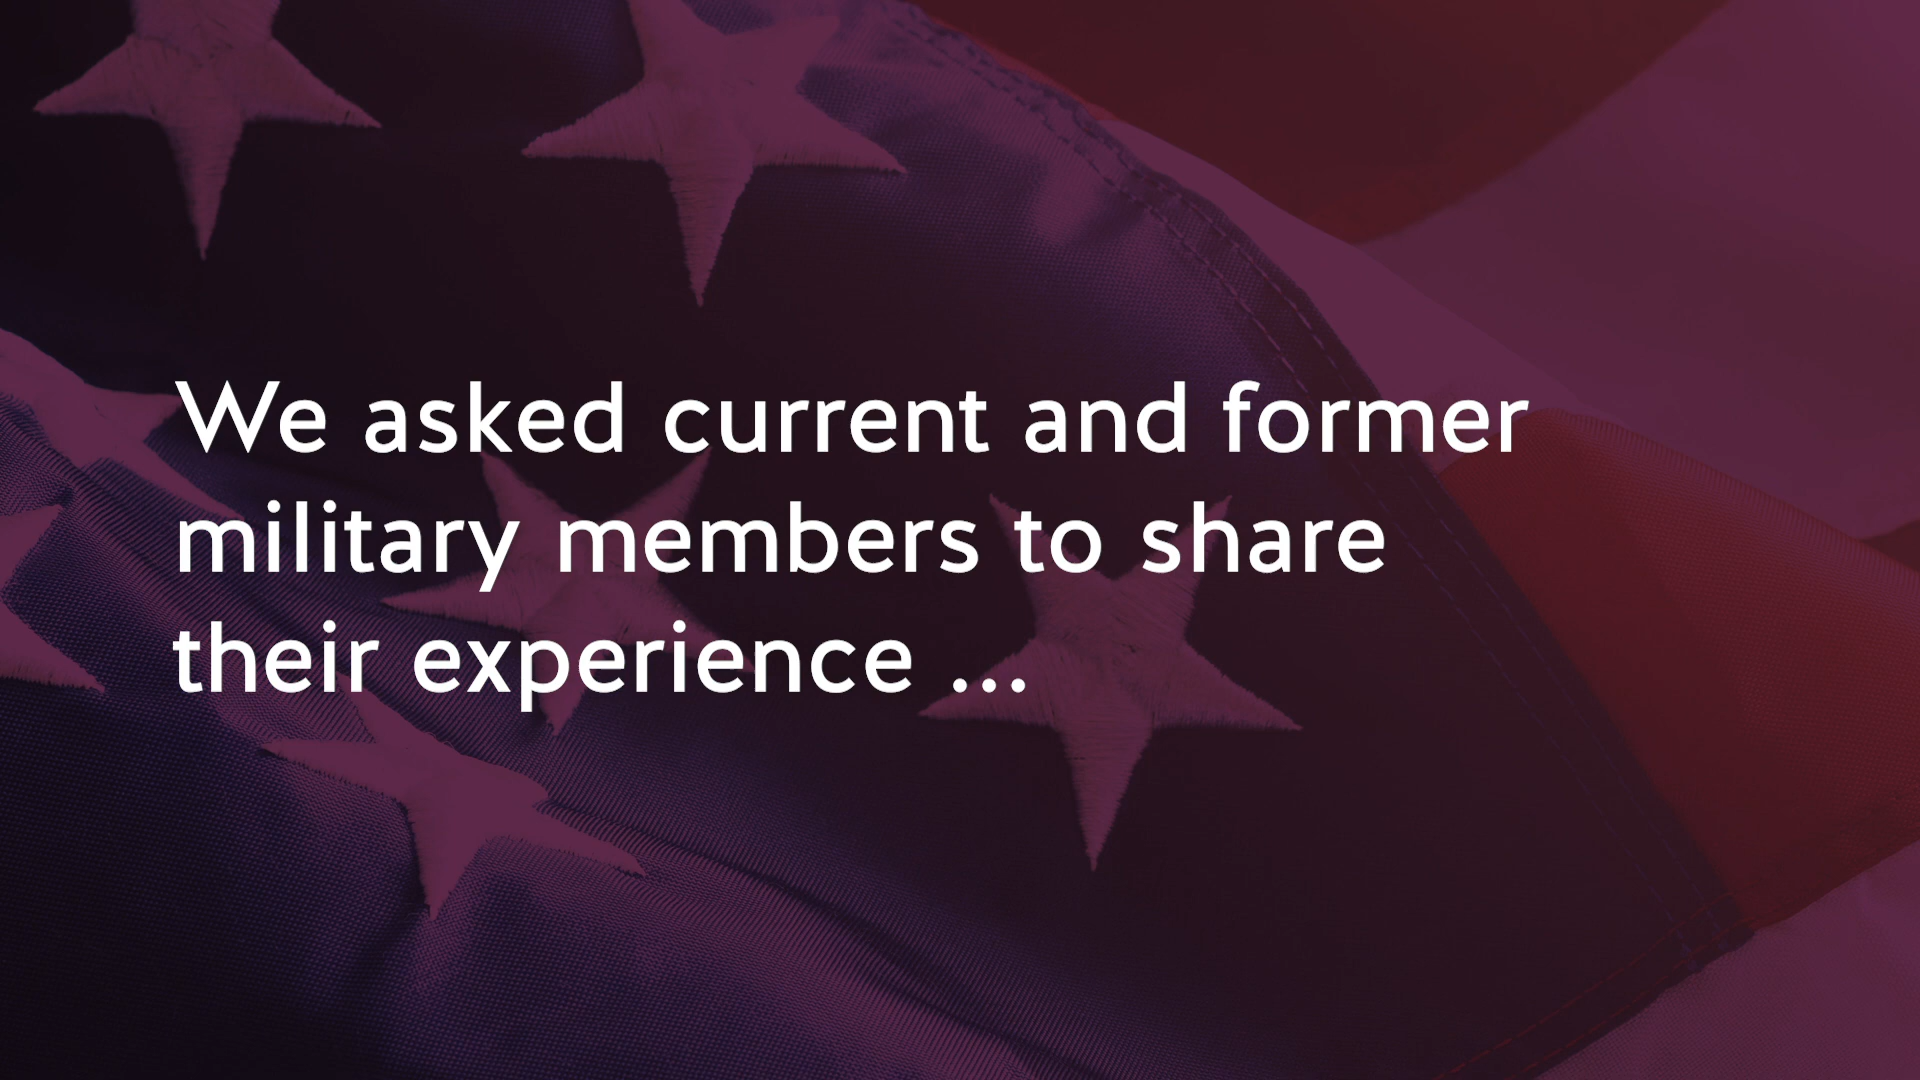 We asked current and former
military members to share
their experience ...